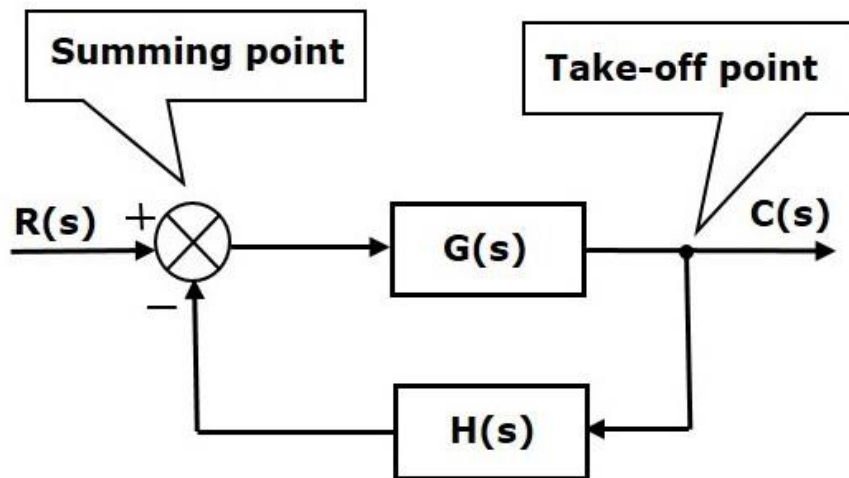 Summing point
Take-off point
R(s)
+
G(s)
C(s)
−
H(s)